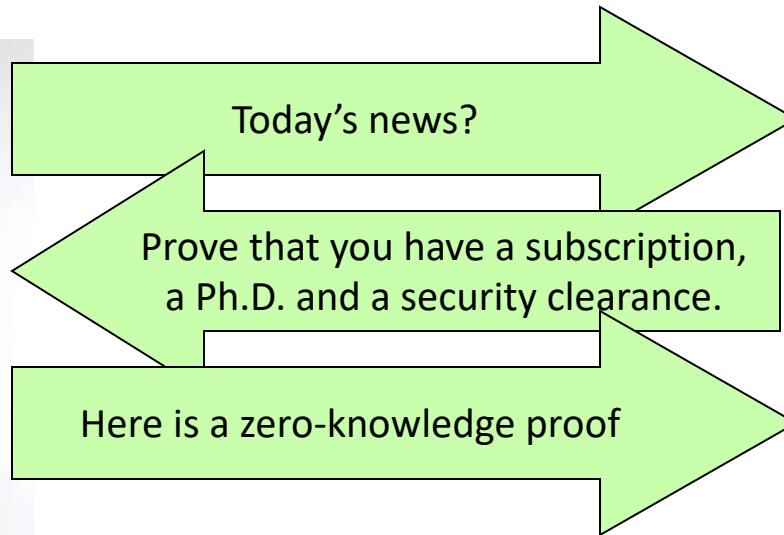 Today’s news?
Prove that you have a subscription,
a Ph.D. and a security clearance.
Here is a zero-knowledge proof